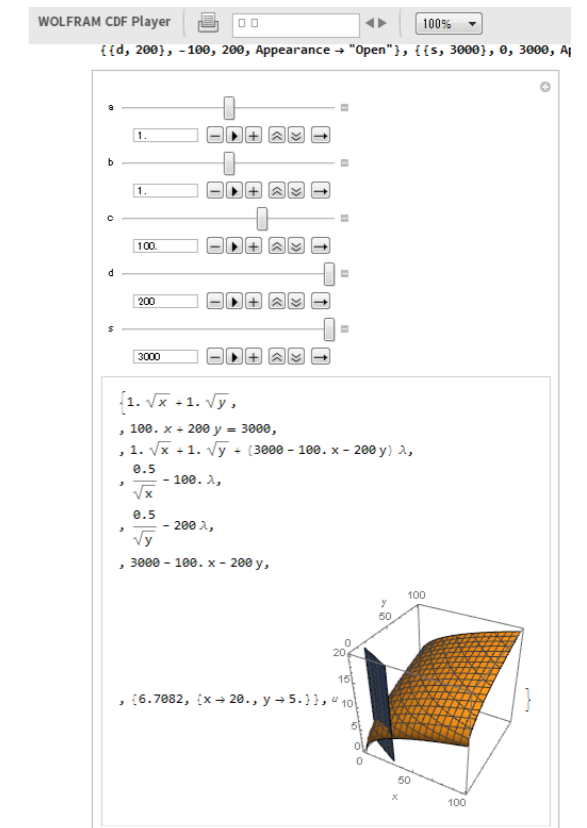 WOLFRAM CDF Player
100%
{{d, 200}, -100, 200, Appearance → "Open"}, {{s, 3000}, 0, 3000, A
a
1.
b
1.
c
100.
d
200
s
3000
{1. √x + 1. √y ,
, 100. x + 200 y = 3000,
, 1. √x + 1. √y + (3000 - 100. x - 200 y) λ,
, 0.5/√x - 100. λ,
, 0.5/√y - 200 λ,
, 3000 - 100. x - 200 y,
, {6.7082, {x → 20., y → 5.}}, u
20
15
10
5
0
0
50
100
y
0
50
100
x
}